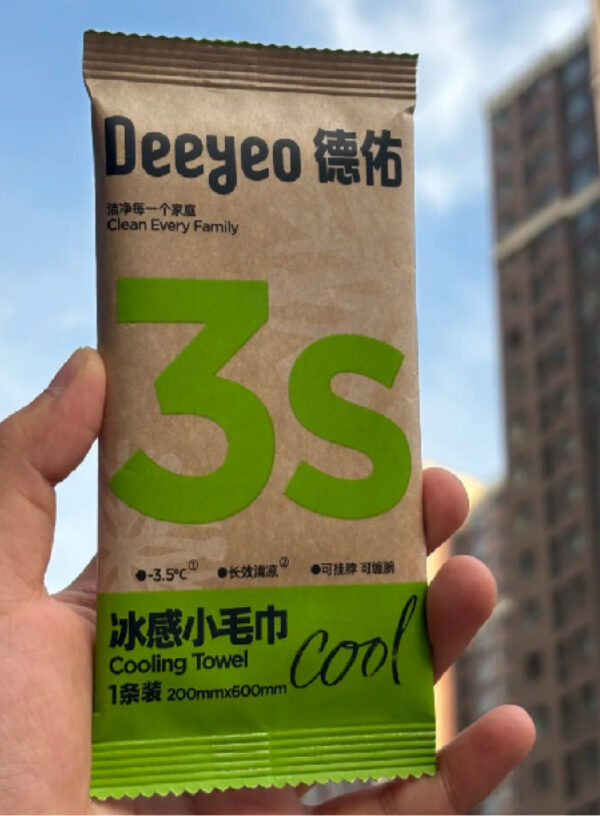 Deeyeo 德佑
洁净每一个家庭
Clean Every Family
3s
●-3.5℃① ●长效清凉② ●可挂脖 可缠腕
冰感小毛巾
Cooling Towel
cool
1条装 200mmx600mm